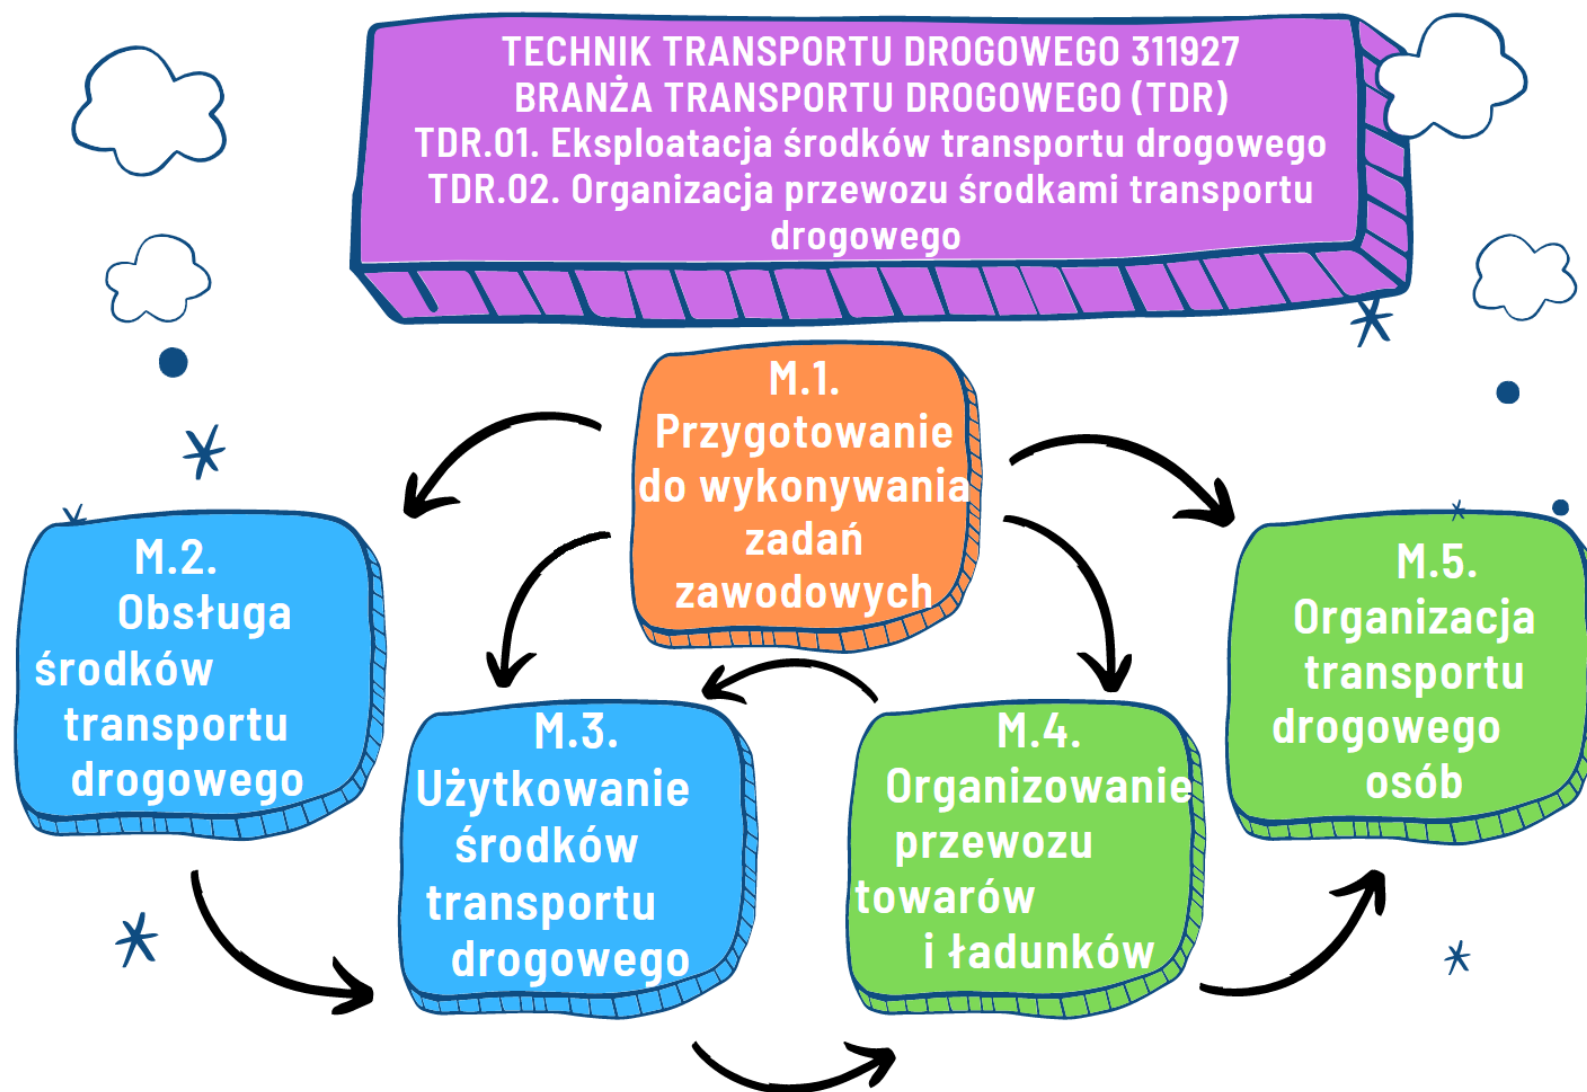 TECHNIK TRANSPORTU DROGOWEGO 311927
BRANŻA TRANSPORTU DROGOWEGO (TDR)
TDR.01. Eksploatacja środków transportu drogowego
TDR.02. Organizacja przewozu środkami transportu
drogowego
M.1.
Przygotowanie
do wykonywania
zadań
zawodowych
M.2.
Obsługa
środków
transportu
drogowego
M.3.
Użytkowanie
środków
transportu
drogowego
M.4.
Organizowanie
przewozu
towarów
i ładunków
M.5.
Organizacja
transportu
drogowego
osób